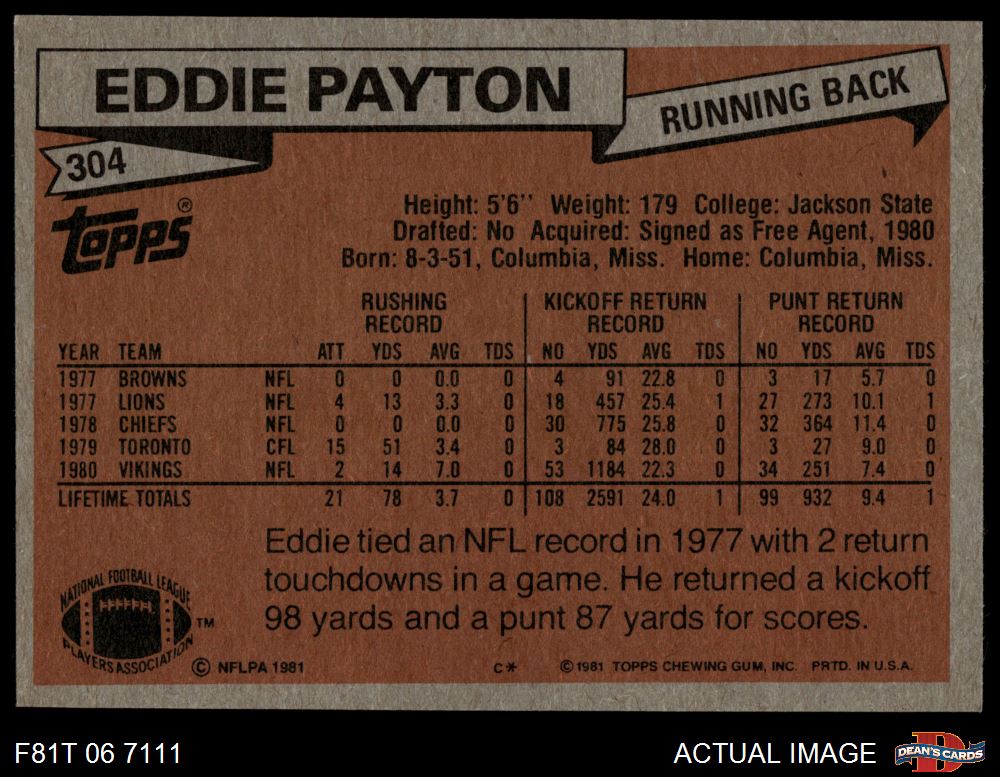 EDDIE PAYTON
RUNNING BACK
304
Topps®
Height: 5'6" Weight: 179 College: Jackson State
Drafted: No Acquired: Signed as Free Agent, 1980
Born: 8-3-51, Columbia, Miss. Home: Columbia, Miss.
RUSHING RECORD KICKOFF RETURN RECORD PUNT RETURN RECORD
YEAR TEAM ATT YDS AVG TDS NO YDS AVG TDS NO YDS AVG TDS
1977 BROWNS NFL 0 0 0.0 0 4 91 22.8 0 3 17 5.7 0
1977 LIONS NFL 4 13 3.3 0 18 457 25.4 1 27 273 10.1 1
1978 CHIEFS NFL 0 0 0.0 0 30 775 25.8 0 32 364 11.4 0
1979 TORONTO CFL 15 51 3.4 0 3 84 28.0 0 3 27 9.0 0
1980 VIKINGS NFL 2 14 7.0 0 53 1184 22.3 0 34 251 7.4 0
LIFETIME TOTALS 21 78 3.7 0 108 2591 24.0 1 99 932 9.4 1
Eddie tied an NFL record in 1977 with 2 return
touchdowns in a game. He returned a kickoff
98 yards and a punt 87 yards for scores.
NATIONAL FOOTBALL LEAGUE
PLAYERS ASSOCIATION
TM
© NFLPA 1981
C*
© 1981 TOPPS CHEWING GUM, INC. PRTD. IN U.S.A.
F81T 06 7111
ACTUAL IMAGE
D
DEAN'S CARDS